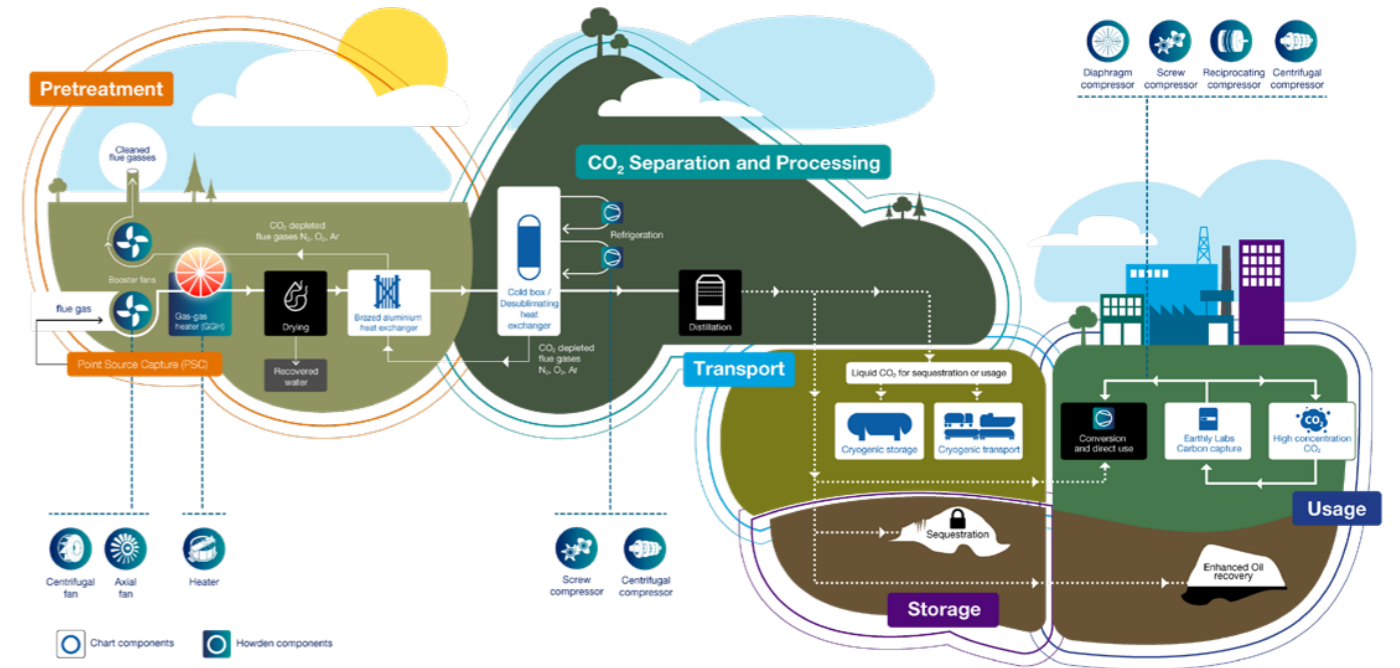 Pretreatment
Cleaned
flue gasses
CO₂ depleted
flue gases N₂, O₂, Ar
Booster fans
flue gas
Gas-gas
heater (GGH)
Drying
Brazed aluminium
heat exchanger
Point Source Capture (PSC)
Recovered
water
CO₂ Separation and Processing
Refrigeration
Cold box /
Desublimating
heat
exchanger
Distillation
CO₂ depleted
flue gases
N₂, O₂, Ar
Diaphragm
compressor
Screw
compressor
Reciprocating
compressor
Centrifugal
compressor
Transport
Liquid CO₂ for sequestration or usage
Cryogenic storage
Cryogenic transport
Conversion
and direct use
Earthly Labs
Carbon capture
CO₂
High concentration
CO₂
Usage
Sequestration
Enhanced Oil
recovery
Storage
Centrifugal
fan
Axial
fan
Heater
Screw
compressor
Centrifugal
compressor
Chart components
Howden components